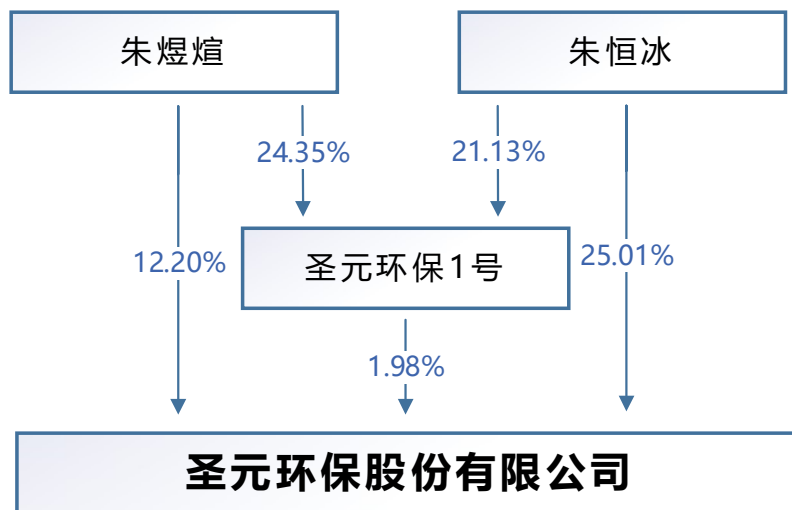 朱煜煊
朱恒冰
24.35%
21.13%
12.20%
圣元环保1号
25.01%
1.98%
圣元环保股份有限公司